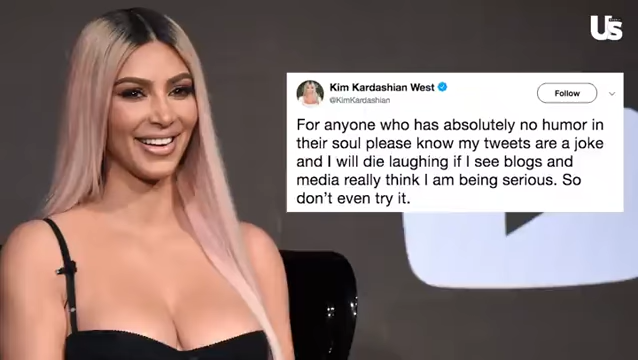 Us
Kim Kardashian West
@KimKardashian
Follow
For anyone who has absolutely no humor in
their soul please know my tweets are a joke
and I will die laughing if I see blogs and
media really think I am being serious. So
don't even try it.